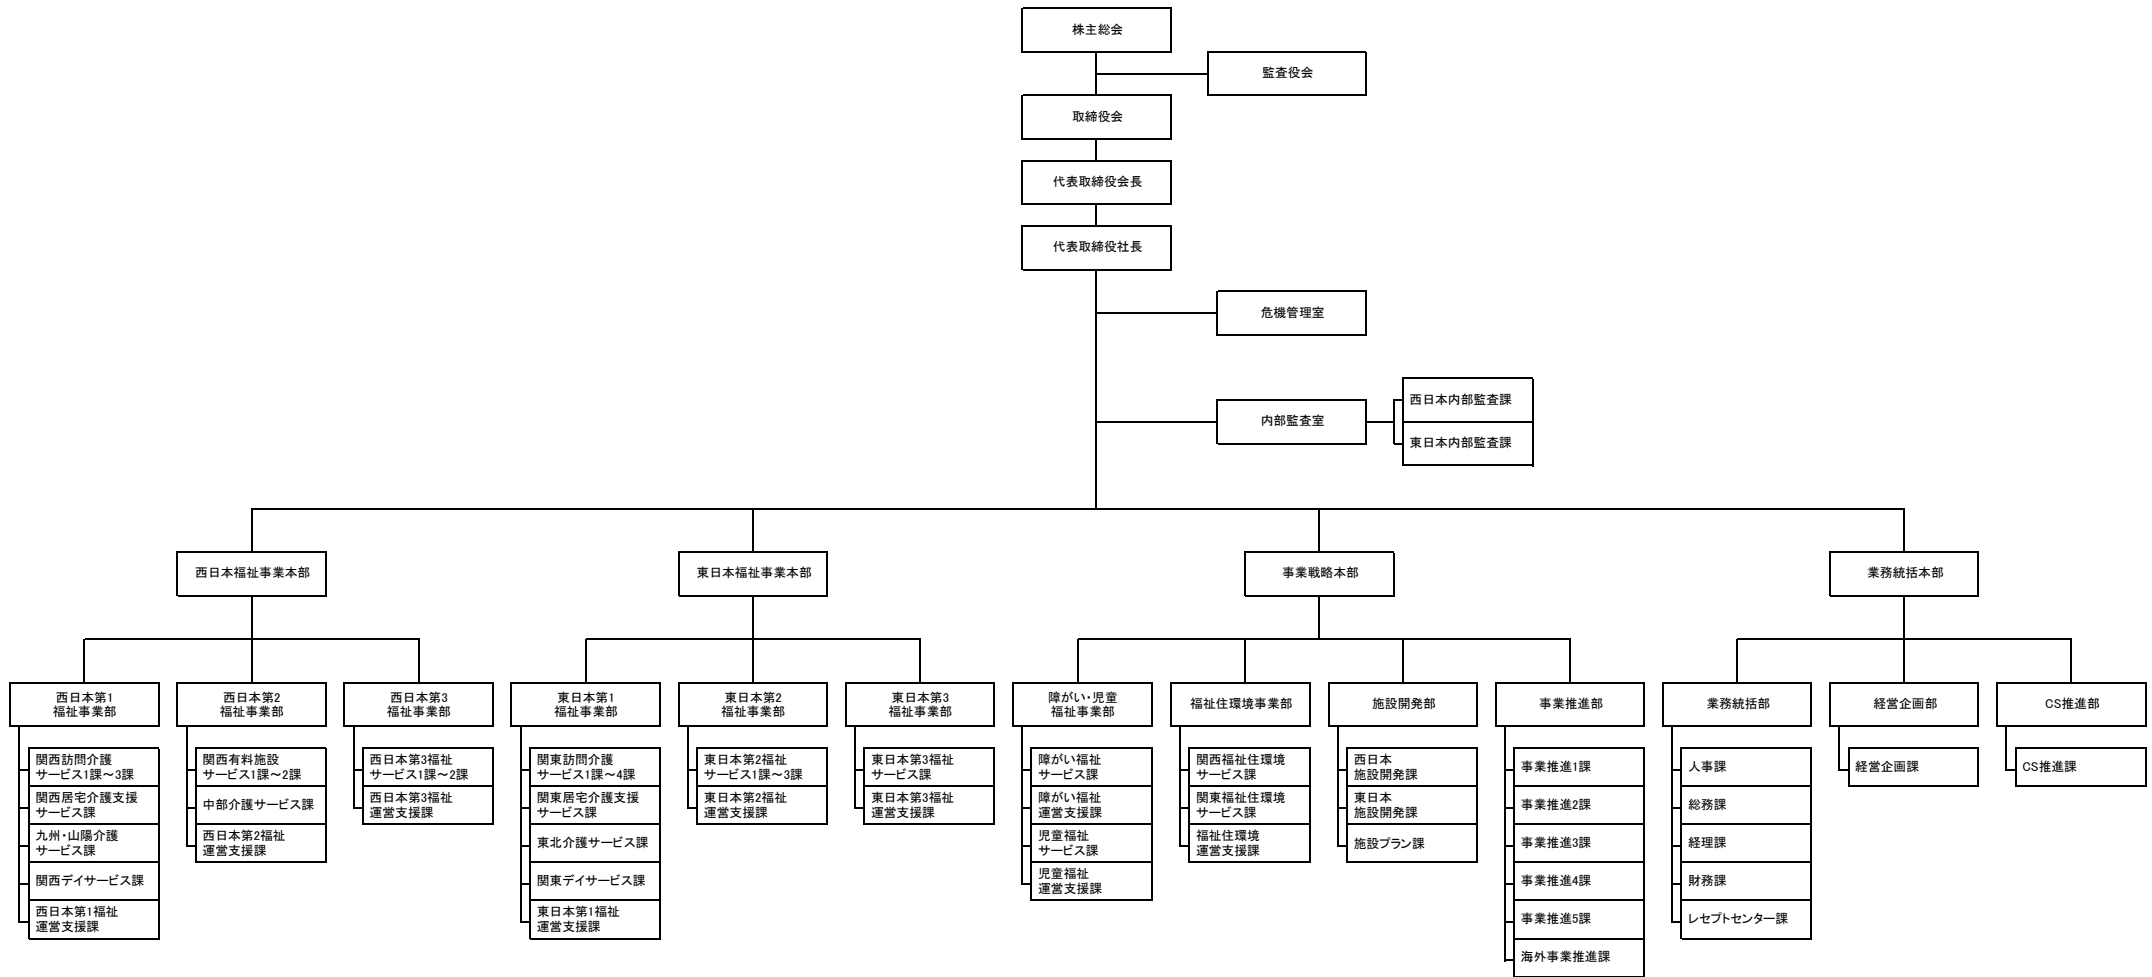 株主総会
監査役会
取締役会
代表取締役会長
代表取締役社長
危機管理室
内部監査室
西日本内部監査課
東日本内部監査課
西日本福祉事業本部
東日本福祉事業本部
事業戦略本部
業務統括本部
西日本第1
福祉事業部
関西訪問介護
サービス1課～3課
関西居宅介護支援
サービス課
九州・山陽介護
サービス課
関西デイサービス課
西日本第1福祉
運営支援課
西日本第2
福祉事業部
関西有料施設
サービス1課～2課
中部介護サービス課
西日本第2福祉
運営支援課
西日本第3
福祉事業部
西日本第3福祉
サービス1課～2課
西日本第3福祉
運営支援課
東日本第1
福祉事業部
関東訪問介護
サービス1課～4課
関東居宅介護支援
サービス課
東北介護サービス課
関東デイサービス課
東日本第1福祉
運営支援課
東日本第2
福祉事業部
東日本第2福祉
サービス1課～3課
東日本第2福祉
運営支援課
東日本第3
福祉事業部
東日本第3福祉
サービス課
東日本第3福祉
運営支援課
障がい・児童
福祉事業部
障がい福祉
サービス課
障がい福祉
運営支援課
児童福祉
サービス課
児童福祉
運営支援課
福祉住環境事業部
関西福祉住環境
サービス課
関東福祉住環境
サービス課
福祉住環境
運営支援課
施設開発部
西日本
施設開発課
東日本
施設開発課
施設プラン課
事業推進部
事業推進1課
事業推進2課
事業推進3課
事業推進4課
事業推進5課
海外事業推進課
業務統括部
人事課
総務課
経理課
財務課
レセプトセンター課
経営企画部
経営企画課
CS推進部
CS推進課